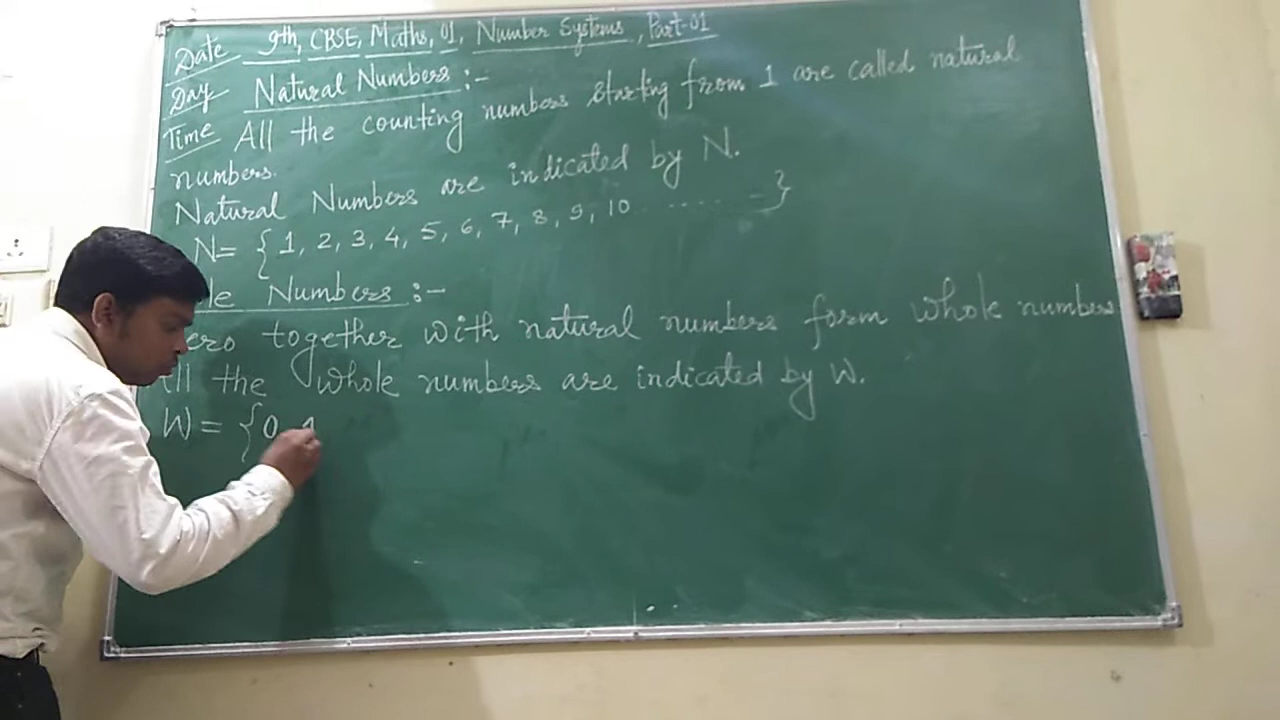 Date 9th, CBSE, Maths, 01, Number Systems, Part-01
Day Natural Numbers :-
Time All the counting numbers starting from 1 are called natural
numbers.
Natural Numbers are indicated by N.
N= {1, 2, 3, 4, 5, 6, 7, 8, 9, 10 ..... -}
le Numbers :-
ero together with natural numbers form whole numbers
ll the whole numbers are indicated by W.
W = {0, 1